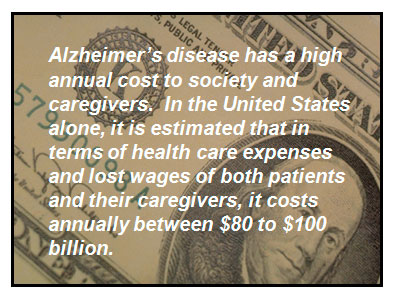 Alzheimer's disease has a high
annual cost to society and
caregivers. In the United States
alone, it is estimated that in
terms of health care expenses
and lost wages of both patients
and their caregivers, it costs
annually between $80 to $100
billion.